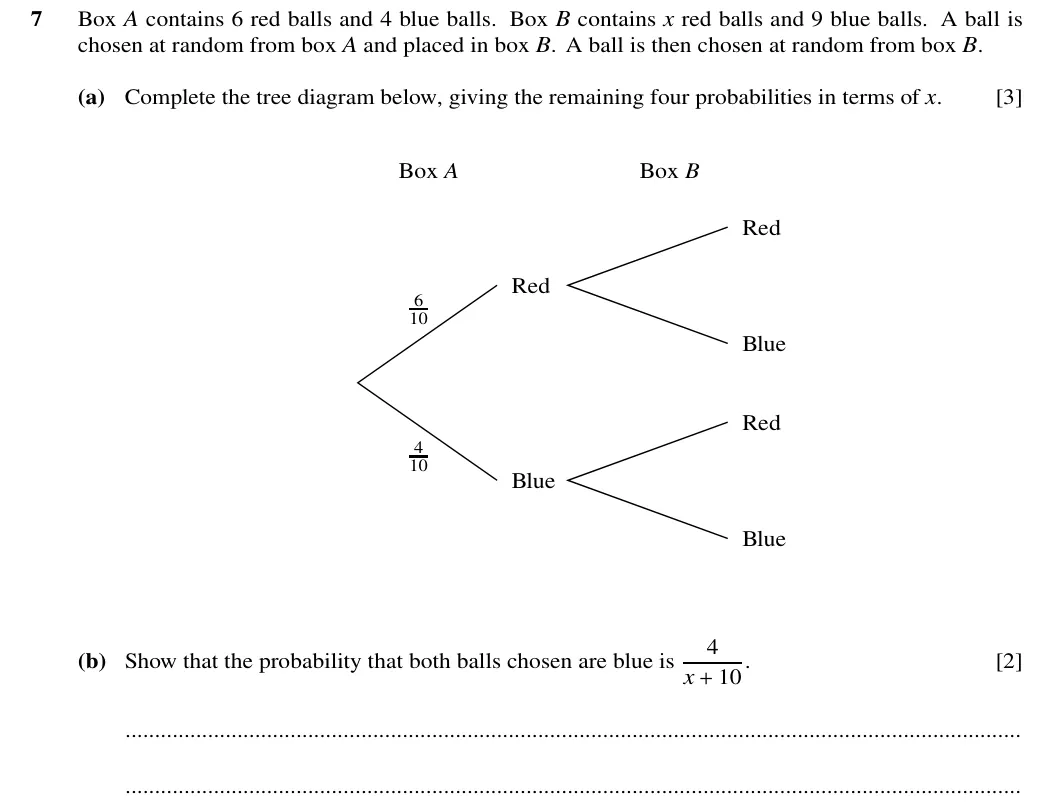 7 Box A contains 6 red balls and 4 blue balls. Box B contains x red balls and 9 blue balls. A ball is
chosen at random from box A and placed in box B. A ball is then chosen at random from box B.
(a) Complete the tree diagram below, giving the remaining four probabilities in terms of x. [3]
Box A Box B
Red
Red
6/10
Blue
Red
4/10
Blue
Blue
(b) Show that the probability that both balls chosen are blue is 4/(x + 10). [2]